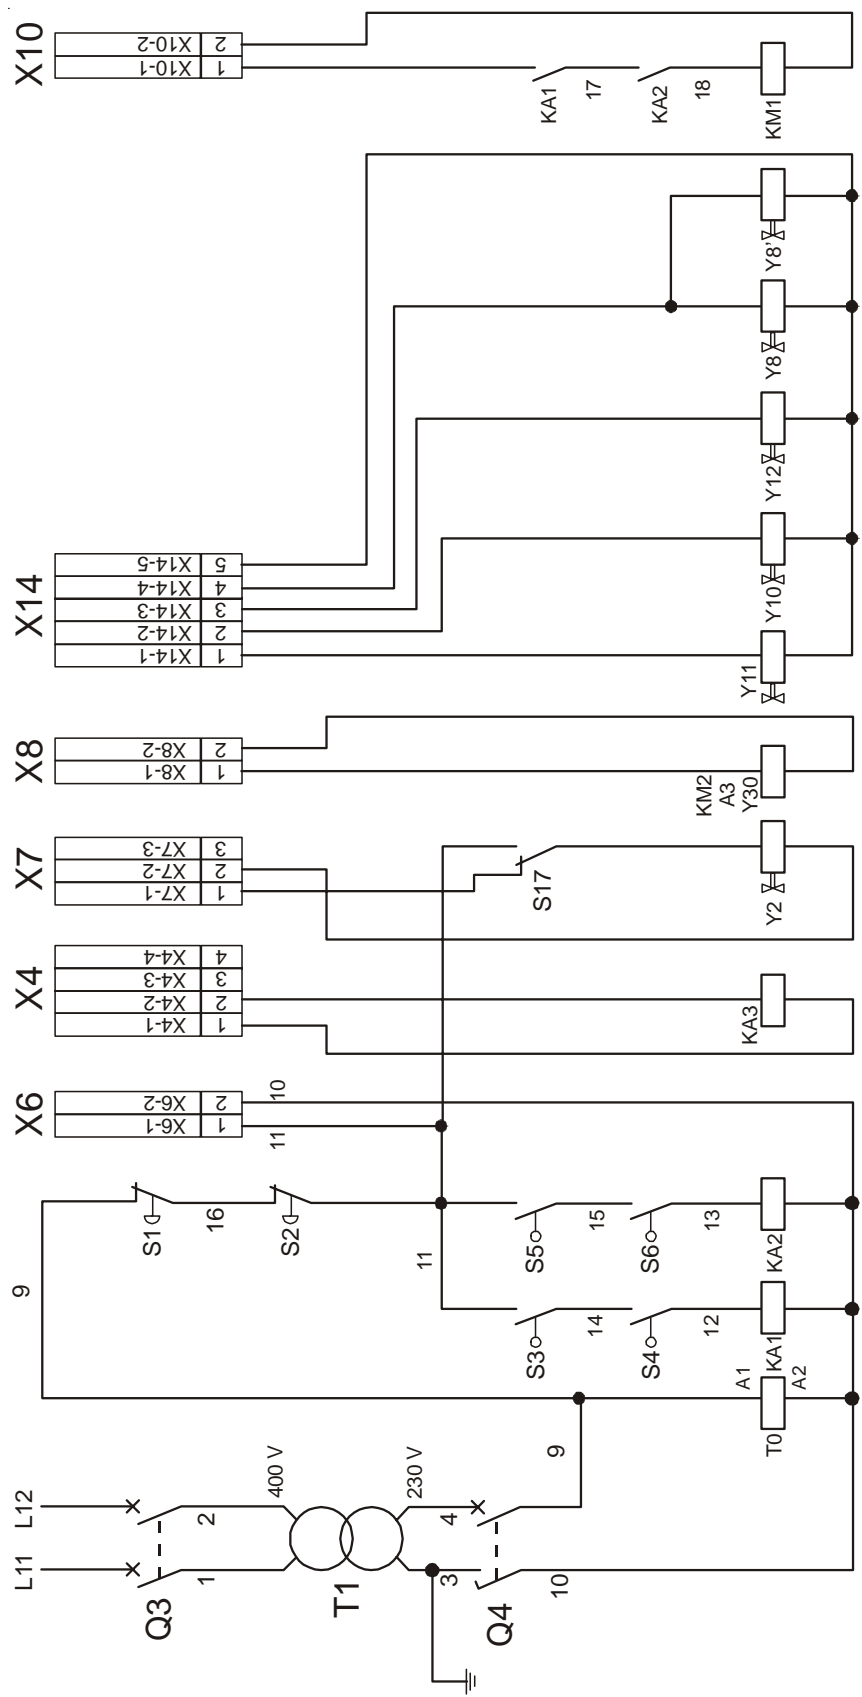 X10
X10-2 2
X10-1 1
KA1
17
KA2
18
KM1
X14
X14-5 5
X14-4 4
X14-3 3
X14-2 2
X14-1 1
Y8'
Y8
Y12
Y10
Y11
X8
X8-2 2
X8-1 1
KM2
A3
Y30
X7
X7-3 3
X7-2 2
X7-1 1
S17
Y2
X4
X4-4 4
X4-3 3
X4-2 2
X4-1 1
KA3
X6
X6-2 2
X6-1 1
10
11
S1
16
S2
11
S5
15
S6
13
KA2
S3
14
S4
12
KA1
9
A1
A2
T0
9
L12
L11
2
1
Q3
400 V
230 V
T1
4
3
Q4
10